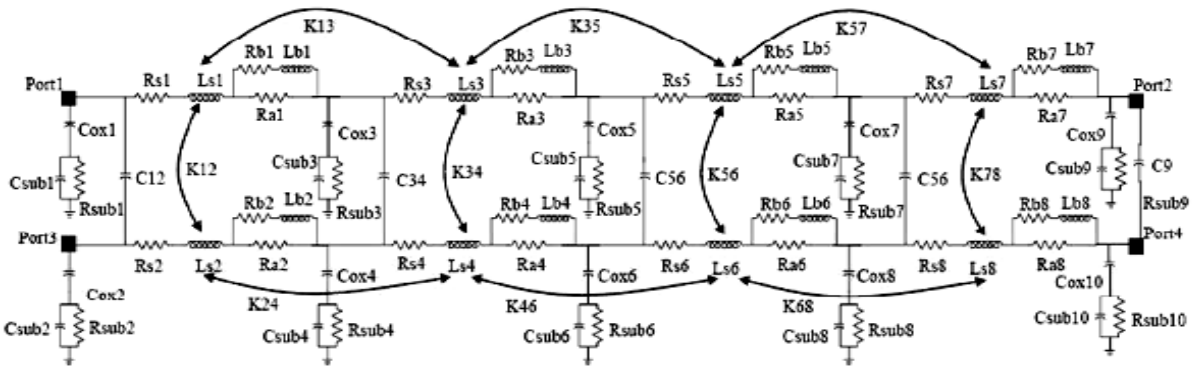 K13 K35 K57
Rb1 Lb1 Rb3 Lb3 Rb5 Lb5 Rb7 Lb7
Port1 Rs1 Ls1 Rs3 Ls3 Rs5 Ls5 Rs7 Ls7 Port2
Ra1 Ra3 Ra5 Ra7
Cox1 Cox3 Cox5 Cox7 Cox9
Csub1 C12 K12 Csub3 C34 K34 Csub5 C56 K56 Csub7 C56 K78 Csub9 C9
Rsub1 Rsub3 Rsub5 Rsub7 Rsub9
Rb2 Lb2 Rb4 Lb4 Rb6 Lb6 Rb8 Lb8
Port3 Port4
Rs2 Ls2 Ra2 Rs4 Ls4 Ra4 Rs6 Ls6 Ra6 Rs8 Ls8 Ra8
Cox2 Cox4 Cox6 Cox8 Cox10
K24 K46 K68
Csub2 Rsub2 Csub4 Rsub4 Csub6 Rsub6 Csub8 Rsub8 Csub10 Rsub10